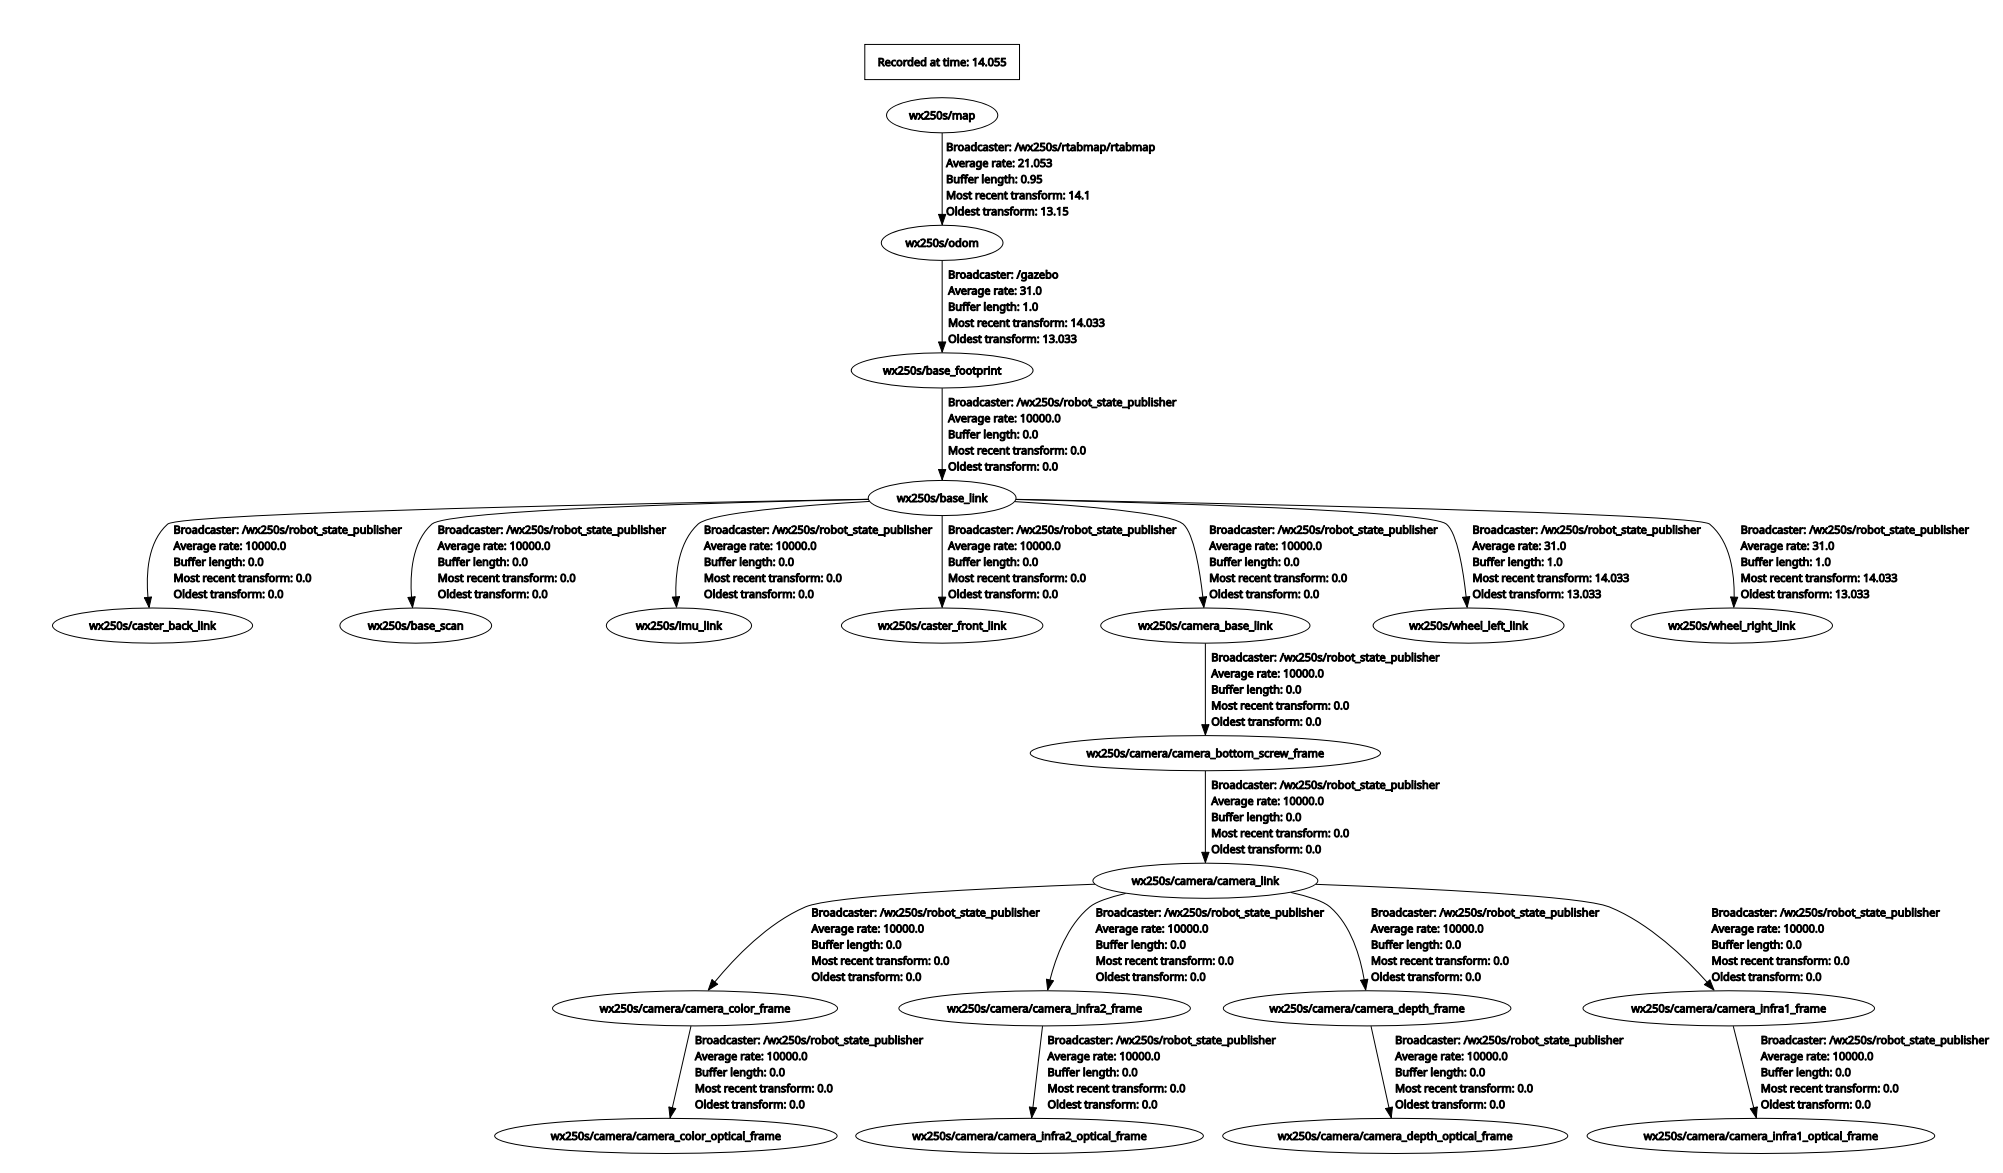 Recorded at time: 14.055
wx250s/map
Broadcaster: /wx250s/rtabmap/rtabmap
Average rate: 21.053
Buffer length: 0.95
Most recent transform: 14.1
Oldest transform: 13.15
wx250s/odom
Broadcaster: /gazebo
Average rate: 31.0
Buffer length: 1.0
Most recent transform: 14.033
Oldest transform: 13.033
wx250s/base_footprint
Broadcaster: /wx250s/robot_state_publisher
Average rate: 10000.0
Buffer length: 0.0
Most recent transform: 0.0
Oldest transform: 0.0
wx250s/base_link
Broadcaster: /wx250s/robot_state_publisher
Average rate: 10000.0
Buffer length: 0.0
Most recent transform: 0.0
Oldest transform: 0.0
wx250s/caster_back_link
Broadcaster: /wx250s/robot_state_publisher
Average rate: 10000.0
Buffer length: 0.0
Most recent transform: 0.0
Oldest transform: 0.0
wx250s/base_scan
Broadcaster: /wx250s/robot_state_publisher
Average rate: 10000.0
Buffer length: 0.0
Most recent transform: 0.0
Oldest transform: 0.0
wx250s/imu_link
Broadcaster: /wx250s/robot_state_publisher
Average rate: 10000.0
Buffer length: 0.0
Most recent transform: 0.0
Oldest transform: 0.0
wx250s/caster_front_link
Broadcaster: /wx250s/robot_state_publisher
Average rate: 10000.0
Buffer length: 0.0
Most recent transform: 0.0
Oldest transform: 0.0
wx250s/camera_base_link
Broadcaster: /wx250s/robot_state_publisher
Average rate: 31.0
Buffer length: 1.0
Most recent transform: 14.033
Oldest transform: 13.033
wx250s/wheel_left_link
Broadcaster: /wx250s/robot_state_publisher
Average rate: 31.0
Buffer length: 1.0
Most recent transform: 14.033
Oldest transform: 13.033
wx250s/wheel_right_link
Broadcaster: /wx250s/robot_state_publisher
Average rate: 10000.0
Buffer length: 0.0
Most recent transform: 0.0
Oldest transform: 0.0
wx250s/camera/camera_bottom_screw_frame
Broadcaster: /wx250s/robot_state_publisher
Average rate: 10000.0
Buffer length: 0.0
Most recent transform: 0.0
Oldest transform: 0.0
wx250s/camera/camera_link
Broadcaster: /wx250s/robot_state_publisher
Average rate: 10000.0
Buffer length: 0.0
Most recent transform: 0.0
Oldest transform: 0.0
wx250s/camera/camera_color_frame
Broadcaster: /wx250s/robot_state_publisher
Average rate: 10000.0
Buffer length: 0.0
Most recent transform: 0.0
Oldest transform: 0.0
wx250s/camera/camera_infra2_frame
Broadcaster: /wx250s/robot_state_publisher
Average rate: 10000.0
Buffer length: 0.0
Most recent transform: 0.0
Oldest transform: 0.0
wx250s/camera/camera_depth_frame
Broadcaster: /wx250s/robot_state_publisher
Average rate: 10000.0
Buffer length: 0.0
Most recent transform: 0.0
Oldest transform: 0.0
wx250s/camera/camera_infra1_frame
Broadcaster: /wx250s/robot_state_publisher
Average rate: 10000.0
Buffer length: 0.0
Most recent transform: 0.0
Oldest transform: 0.0
wx250s/camera/camera_color_optical_frame
Broadcaster: /wx250s/robot_state_publisher
Average rate: 10000.0
Buffer length: 0.0
Most recent transform: 0.0
Oldest transform: 0.0
wx250s/camera/camera_infra2_optical_frame
Broadcaster: /wx250s/robot_state_publisher
Average rate: 10000.0
Buffer length: 0.0
Most recent transform: 0.0
Oldest transform: 0.0
wx250s/camera/camera_depth_optical_frame
Broadcaster: /wx250s/robot_state_publisher
Average rate: 10000.0
Buffer length: 0.0
Most recent transform: 0.0
Oldest transform: 0.0
wx250s/camera/camera_infra1_optical_frame